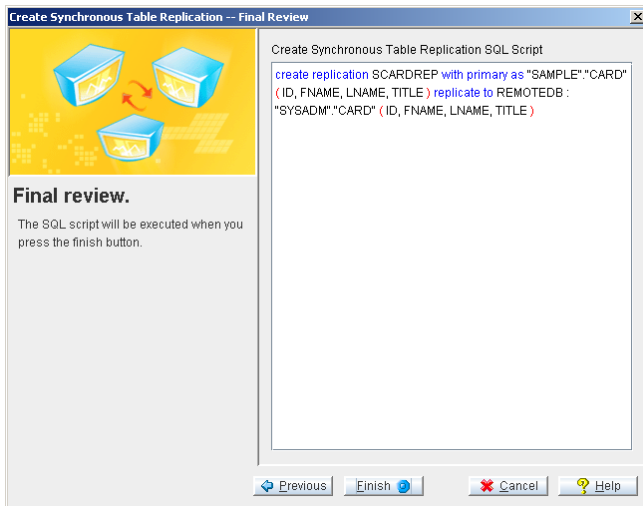 Create Synchronous Table Replication -- Final Review
Create Synchronous Table Replication SQL Script
create replication SCARDREP with primary as "SAMPLE"."CARD"
( ID, FNAME, LNAME, TITLE ) replicate to REMOTEDB :
"SYSADM"."CARD" ( ID, FNAME, LNAME, TITLE )
Final review.
The SQL script will be executed when you
press the finish button.
Previous
Finish
Cancel
Help